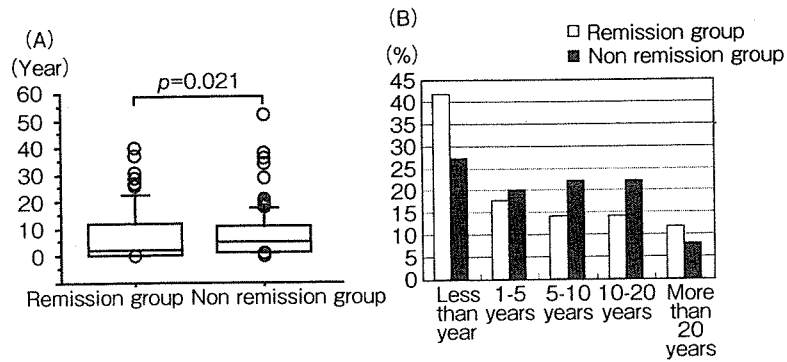 (A)
(Year)
60
50
40
30
20
10
0
p=0.021
Remission group
Non remission group
(B)
(%)
Remission group
Non remission group
45
40
35
30
25
20
15
10
5
0
Less than year
1-5 years
5-10 years
10-20 years
More than 20 years